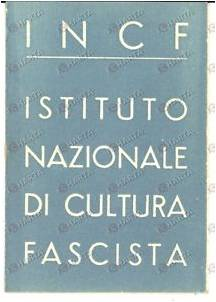 INCF
ISTITUTO
NAZIONALE
DI CULTURA
FASCISTA